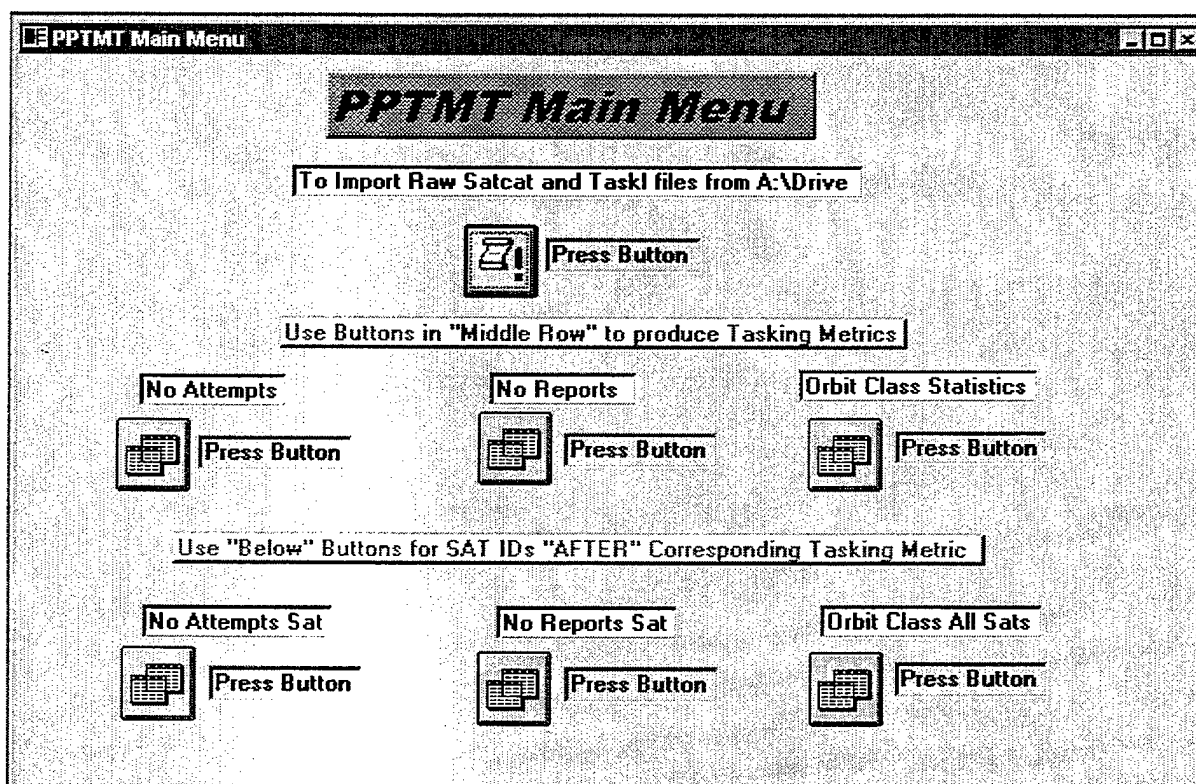 PPTMT Main Menu
PPTMT Main Menu
To Import Raw Satcat and Taskl files from A:\Drive
Press Button
Use Buttons in "Middle Row" to produce Tasking Metrics
No Attempts
No Reports
Orbit Class Statistics
Press Button
Press Button
Press Button
Use "Below" Buttons for SAT IDs "AFTER" Corresponding Tasking Metric
No Attempts Sat
No Reports Sat
Orbit Class All Sats
Press Button
Press Button
Press Button